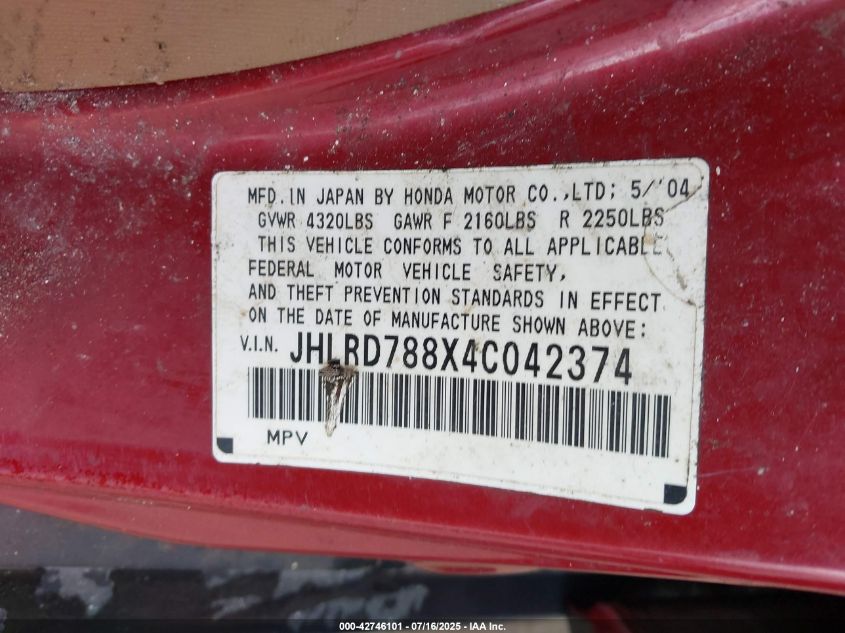 MFD.IN JAPAN BY HONDA MOTOR CO.,LTD; 5/'04
GVWR 4320LBS GAWR F 2160LBS R 2250LBS
THIS VEHICLE CONFORMS TO ALL APPLICABLE
FEDERAL MOTOR VEHICLE SAFETY,
AND THEFT PREVENTION STANDARDS IN EFFECT
ON THE DATE OF MANUFACTURE SHOWN ABOVE:
V.I.N. JHLRD788X4C042374
MPV
000-42746101 - 07/16/2025 - IAA Inc.